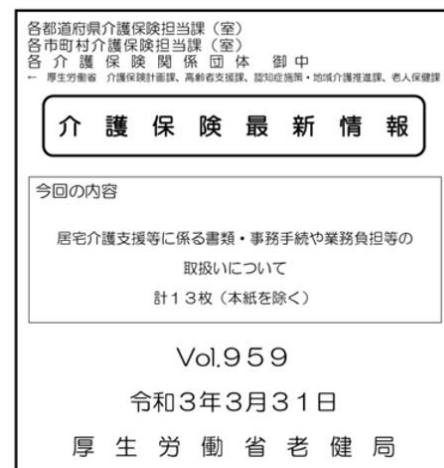 各都道府県介護保険担当課（室）
各市町村介護保険担当課（室）
各介護保険関係団体 御中
← 厚生労働省 介護保険計画課、高齢者支援課、認知症施策・地域介護推進課、老人保健課
介護保険最新情報
今回の内容
居宅介護支援等に係る書類・事務手続や業務負担等の
取扱いについて
計１３枚（本紙を除く）
Vol.９５９
令和３年３月３１日
厚生労働省老健局